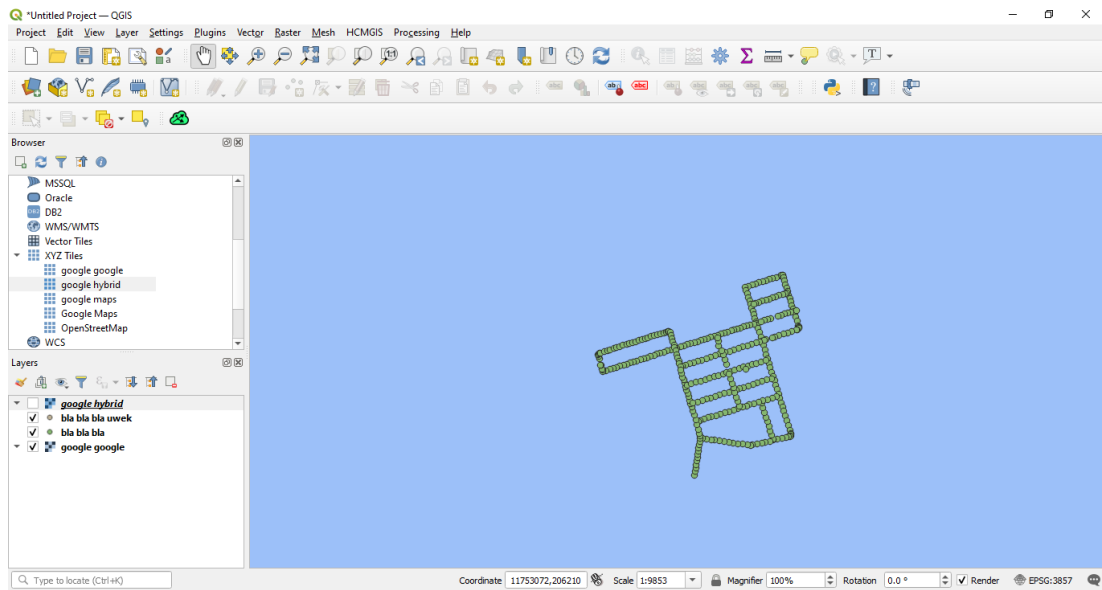 *Untitled Project — QGIS
Project Edit View Layer Settings Plugins Vector Raster Mesh HCMGIS Processing Help
Browser
MSSQL
Oracle
DB2
WMS/WMTS
Vector Tiles
XYZ Tiles
google google
google hybrid
google maps
Google Maps
OpenStreetMap
WCS
Layers
google hybrid
bla bla bla uwek
bla bla bla
google google
Type to locate (Ctrl+K)
Coordinate 11753072,206210 Scale 1:9853 Magnifier 100% Rotation 0.0 ° Render EPSG:3857